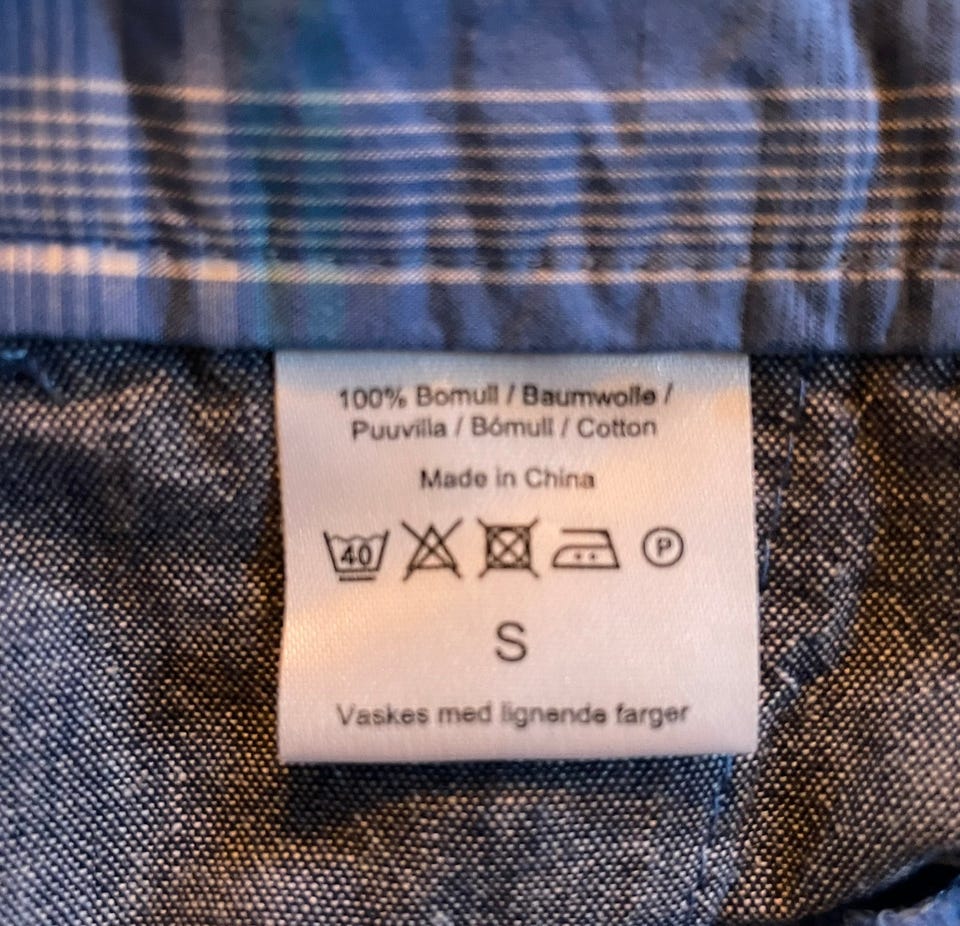 100% Bomull / Baumwolle /
Puuvilla / Bómull / Cotton
Made in China
40 P
S
Vaskes med lignende farger